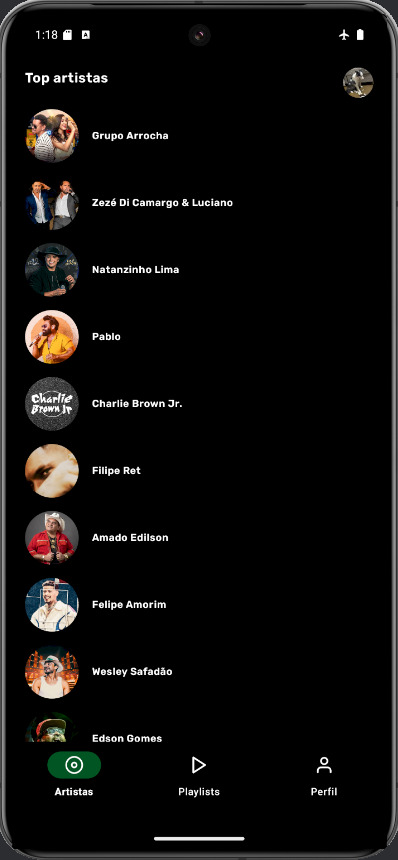 1:18
A
Top artistas
Grupo Arrocha
Zezé Di Camargo & Luciano
Natanzinho Lima
Pablo
Charlie Brown Jr
Charlie Brown Jr.
Filipe Ret
Amado Edilson
Felipe Amorim
Wesley Safadão
Edson Gomes
Artistas
Playlists
Perfil